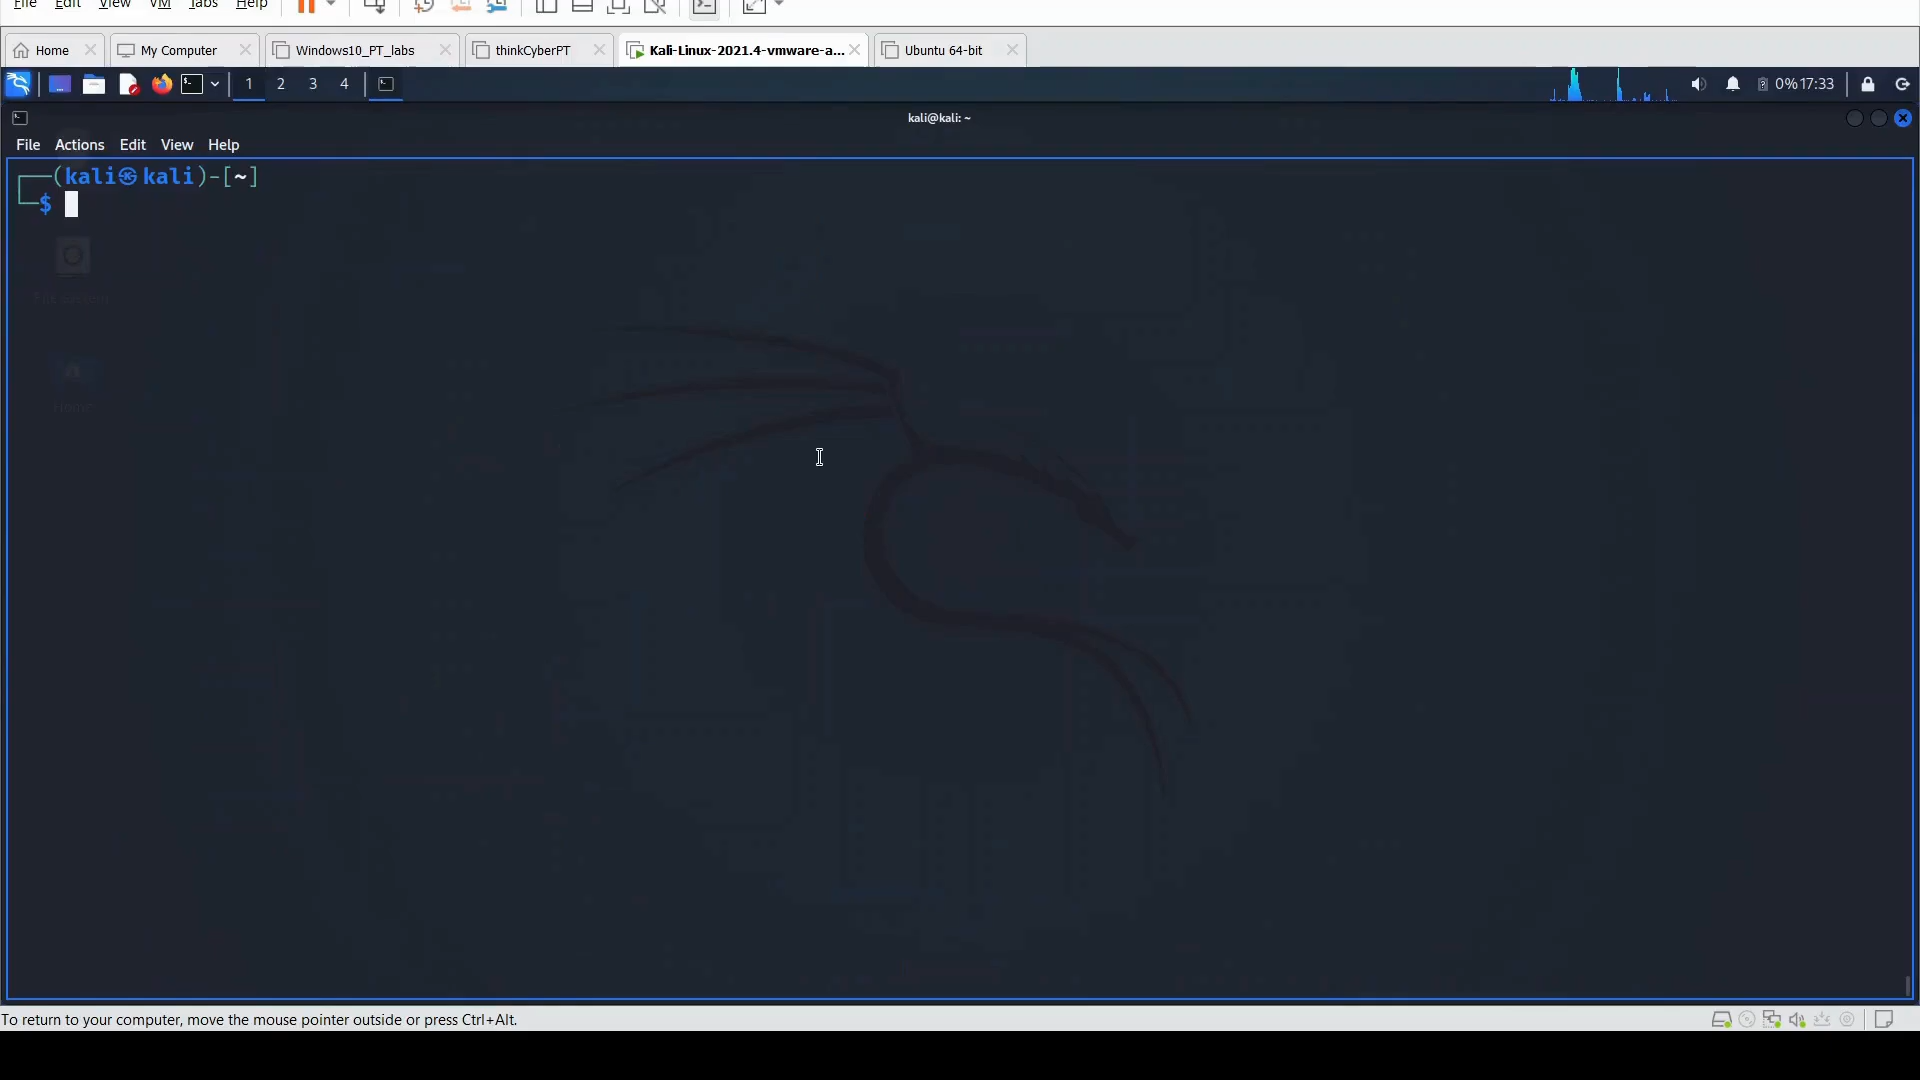 File Edit View VM Tabs Help
Home My Computer Windows10_PT_labs thinkCyberPT Kali-Linux-2021.4-vmware-a... Ubuntu 64-bit
1 2 3 4 0% 17:33
kali@kali: ~
File Actions Edit View Help
┌──(kali㉿kali)-[~]
└─$
To return to your computer, move the mouse pointer outside or press Ctrl+Alt.